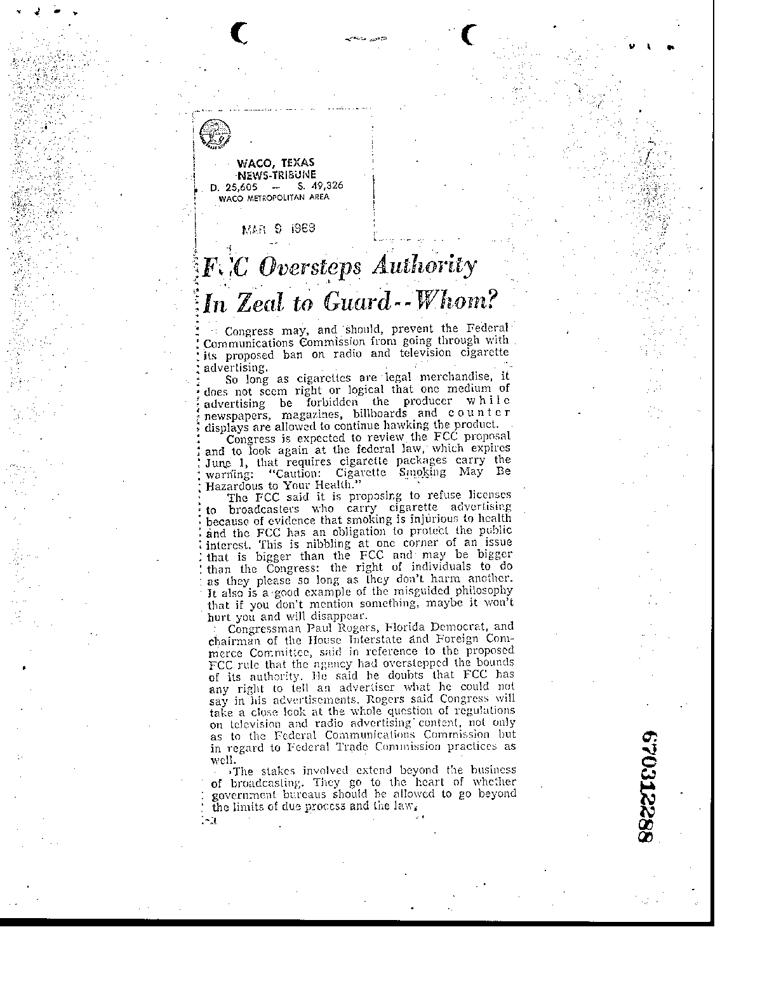 WACO, TEXAS
NEWS-TRIBUNE
D. 25,605 — S. 49,326
WACO METROPOLITAN AREA
MAR 9 1969
FCC Oversteps Authority
In Zeal to Guard--Whom?
Congress may, and should, prevent the Federal
Communications Commission from going through with
its proposed ban on radio and television cigarette
advertising.
So long as cigarettes are legal merchandise, it
does not seem right or logical that one medium of
advertising be forbidden the producer while
newspapers, magazines, billboards and counter
displays are allowed to continue hawking the product.
Congress is expected to review the FCC proposal
and to look again at the federal law, which expires
June 1, that requires cigarette packages carry the
warning: "Caution: Cigarette Smoking May Be
Hazardous to Your Health."
The FCC said it is proposing to refuse licenses
to broadcasters who carry cigarette advertising
because of evidence that smoking is injurious to health
and the FCC has an obligation to protect the public
interest. This is nibbling at one corner of an issue
that is bigger than the FCC and may be bigger
than the Congress: the right of individuals to do
as they please so long as they don't harm another.
It also is a good example of the misguided philosophy
that if you don't mention something, maybe it won't
hurt you and will disappear.
Congressman Paul Rogers, Florida Democrat, and
chairman of the House Interstate and Foreign Com-
merce Committee, said in reference to the proposed
FCC rule that the agency had overstepped the bounds
of its authority. He said he doubts that FCC has
any right to tell an advertiser what he could not
say in his advertisements. Rogers said Congress will
take a close look at the whole question of regulations
on television and radio advertising content, not only
as to the Federal Communications Commission but
in regard to Federal Trade Commission practices as
well.
The stakes involved extend beyond the business
of broadcasting. They go to the heart of whether
government bureaus should be allowed to go beyond
the limits of due process and the law.
670312288